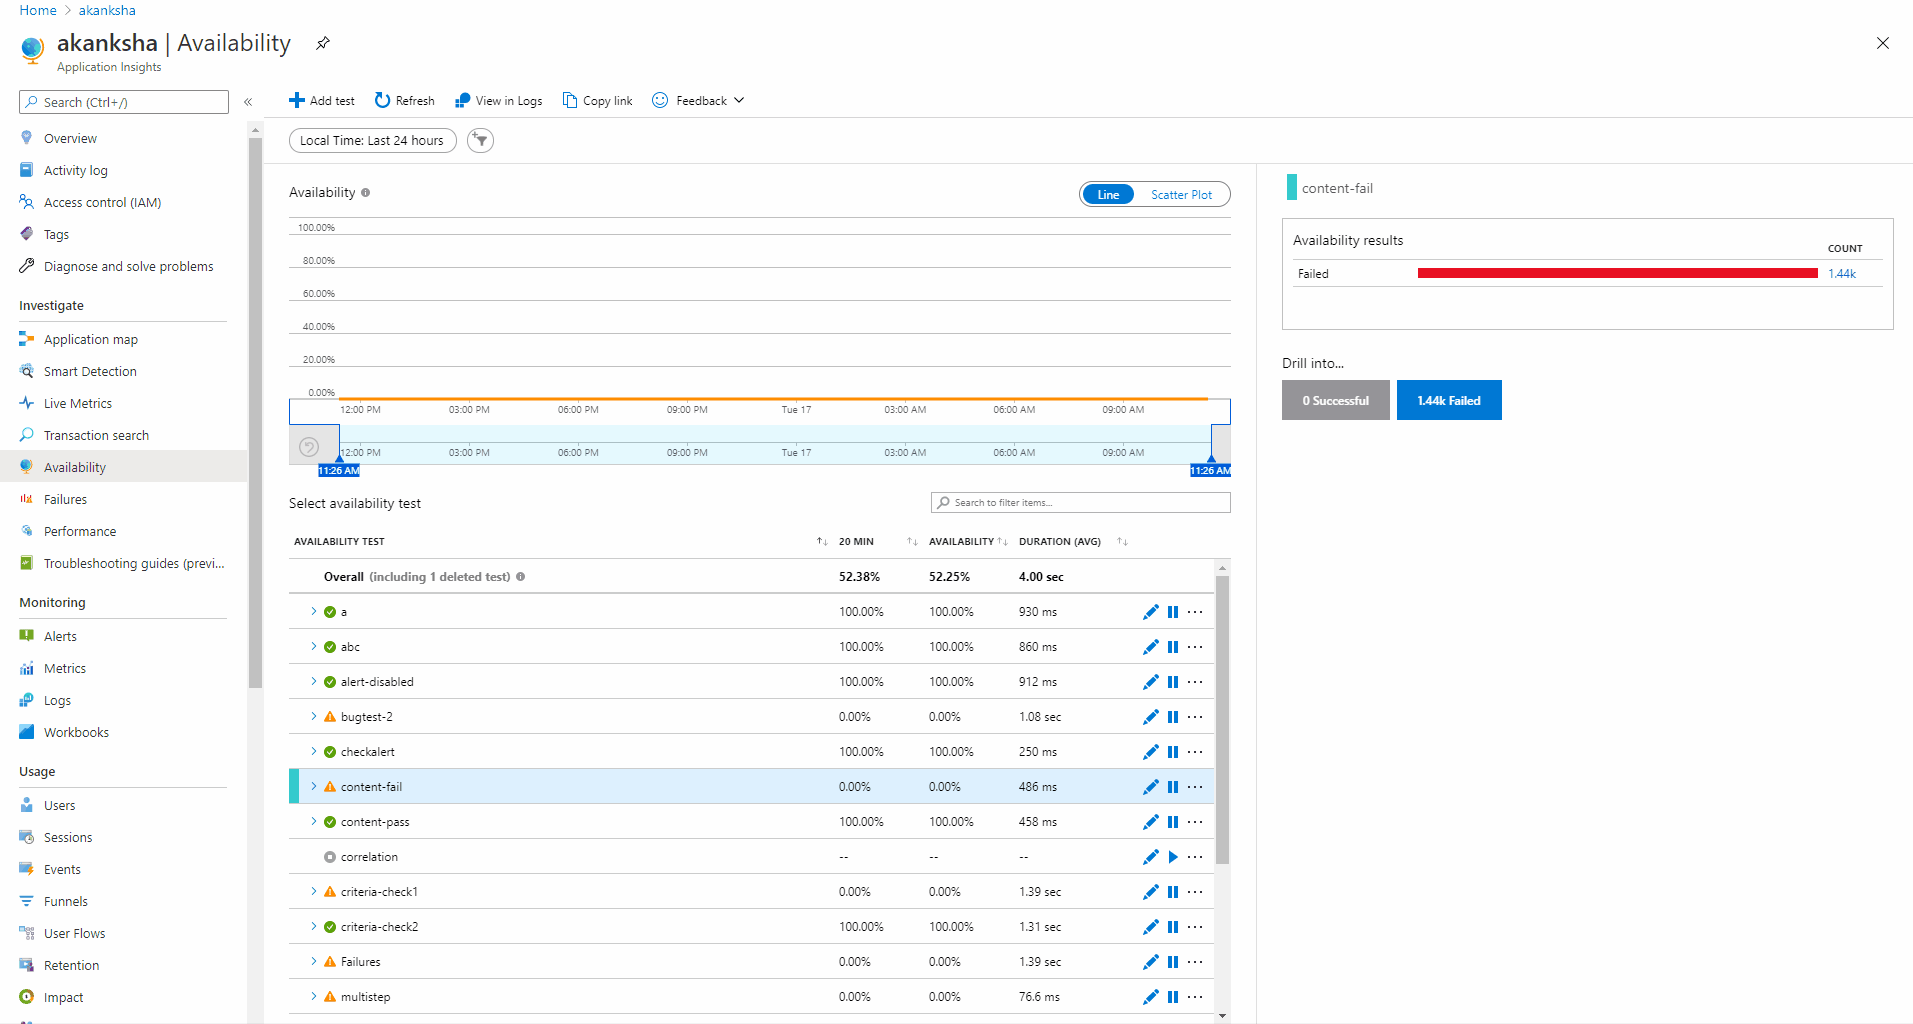 Home > akanksha
akanksha | Availability
Application Insights
Search (Ctrl+/)
«
Overview
Activity log
Access control (IAM)
Tags
Diagnose and solve problems
Investigate
Application map
Smart Detection
Live Metrics
Transaction search
Availability
Failures
Performance
Troubleshooting guides (previ...
Monitoring
Alerts
Metrics
Logs
Workbooks
Usage
Users
Sessions
Events
Funnels
User Flows
Retention
Impact
Add test Refresh View in Logs Copy link Feedback
Local Time: Last 24 hours
Availability
Line Scatter Plot
100.00%
80.00%
60.00%
40.00%
20.00%
0.00%
12:00 PM 03:00 PM 06:00 PM 09:00 PM Tue 17 03:00 AM 06:00 AM 09:00 AM
12:00 PM 03:00 PM 06:00 PM 09:00 PM Tue 17 03:00 AM 06:00 AM 09:00 AM
11:26 AM 11:26 AM
Select availability test
Search to filter items...
AVAILABILITY TEST 20 MIN AVAILABILITY DURATION (AVG)
Overall (including 1 deleted test) 52.38% 52.25% 4.00 sec
a 100.00% 100.00% 930 ms
abc 100.00% 100.00% 860 ms
alert-disabled 100.00% 100.00% 912 ms
bugtest-2 0.00% 0.00% 1.08 sec
checkalert 100.00% 100.00% 250 ms
content-fail 0.00% 0.00% 486 ms
content-pass 100.00% 100.00% 458 ms
correlation -- -- --
criteria-check1 0.00% 0.00% 1.39 sec
criteria-check2 100.00% 100.00% 1.31 sec
Failures 0.00% 0.00% 1.39 sec
multistep 0.00% 0.00% 76.6 ms
content-fail
Availability results
COUNT
Failed 1.44k
Drill into...
0 Successful 1.44k Failed